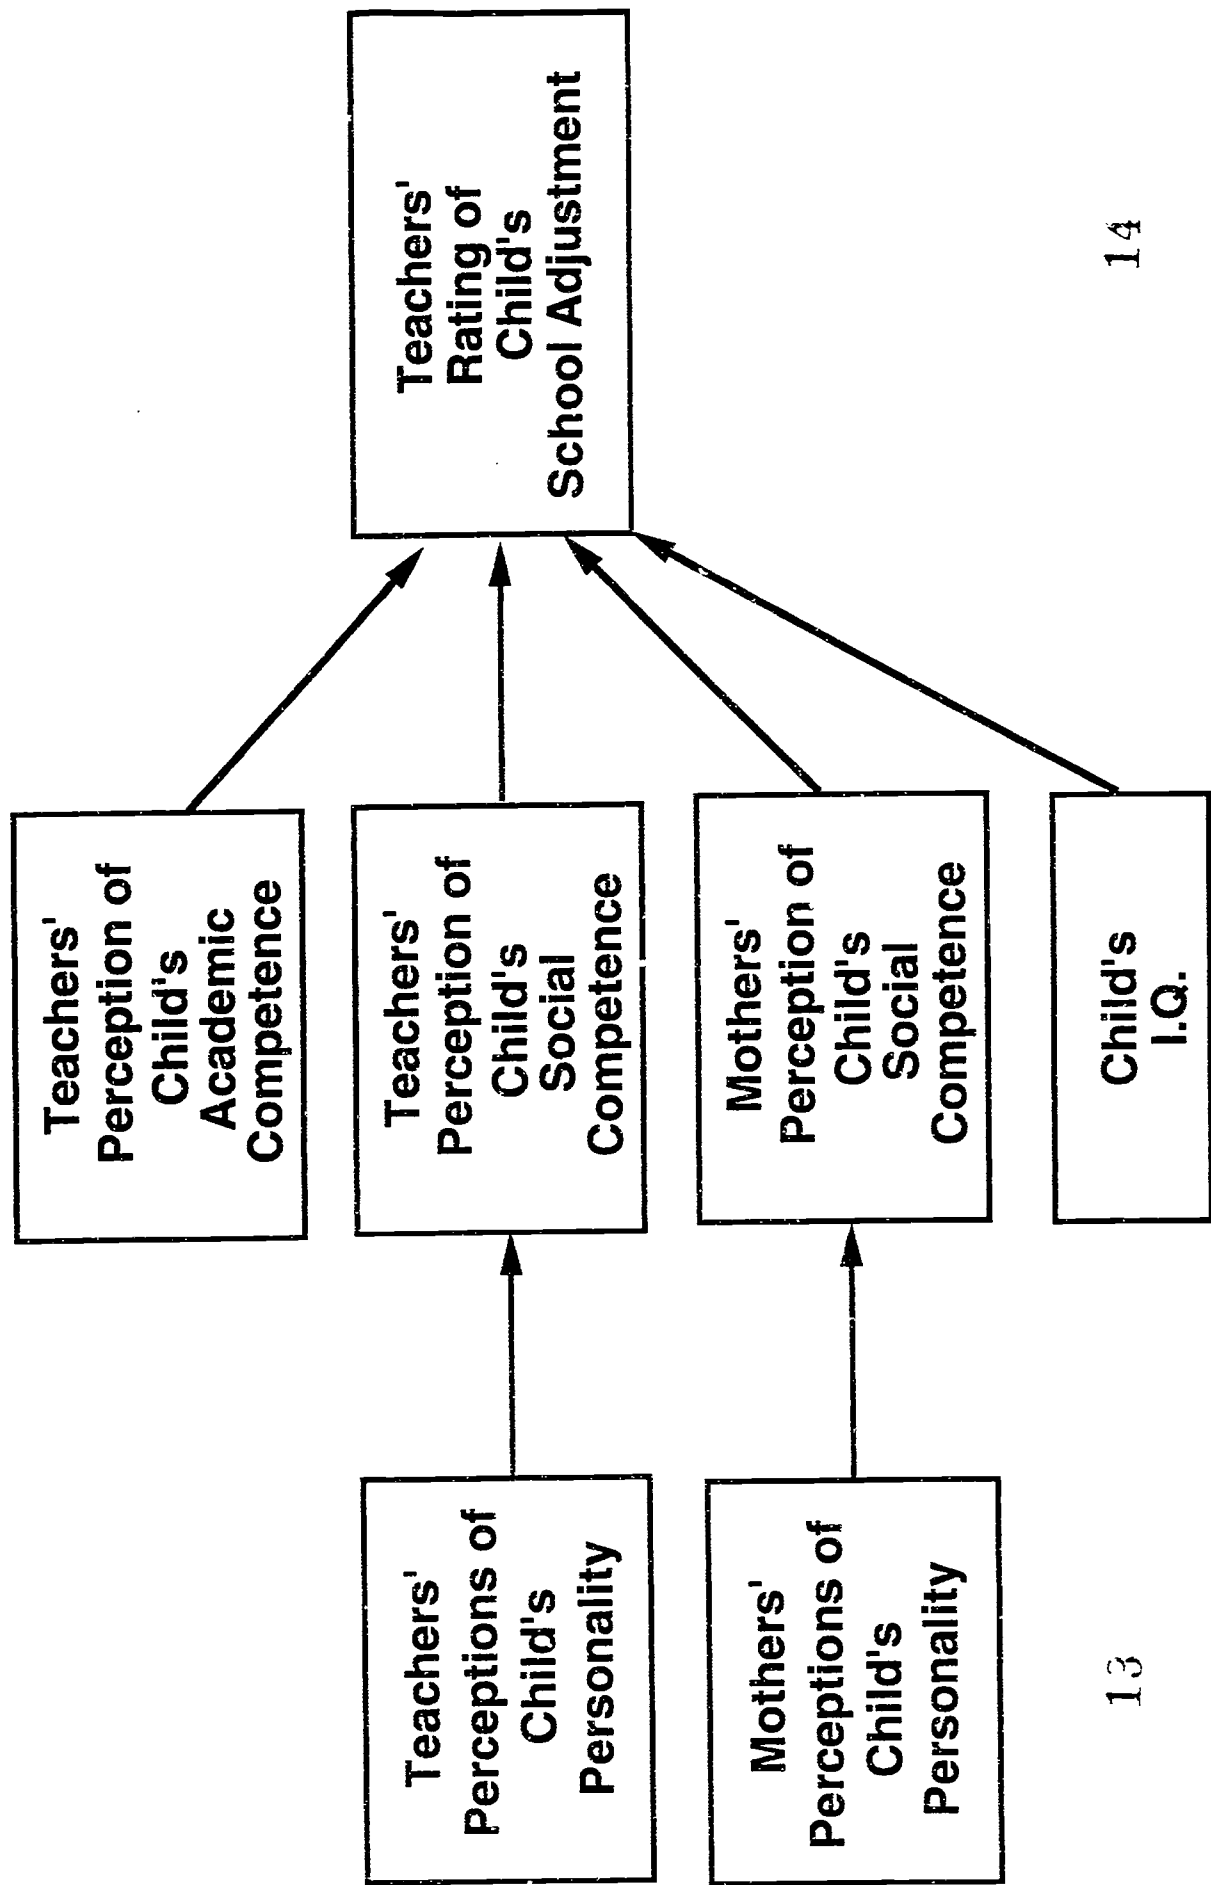 Teachers'
Perceptions of
Child's
Personality
Mothers'
Perceptions of
Child's
Personality
Teachers'
Perception of
Child's
Academic
Competence
Teachers'
Perception of
Child's
Social
Competence
Mothers'
Perception of
Child's
Social
Competence
Child's
I.Q.
Teachers'
Rating of
Child's
School Adjustment
13
14